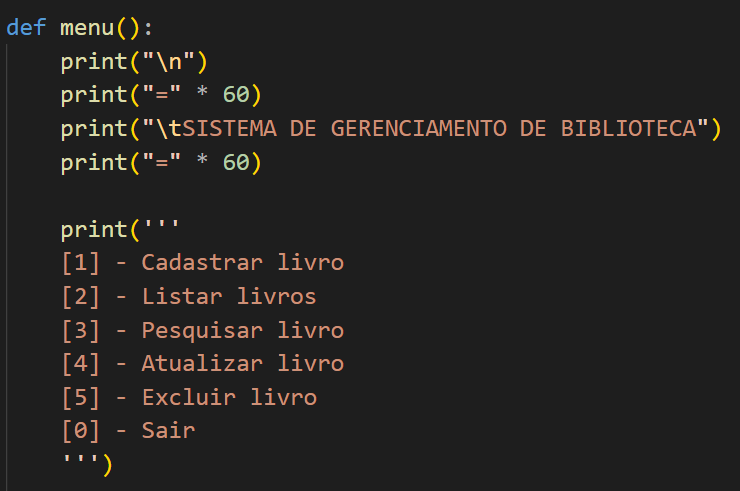 def menu():
    print("\n")
    print("=" * 60)
    print("\tSISTEMA DE GERENCIAMENTO DE BIBLIOTECA")
    print("=" * 60)

    print('''
    [1] - Cadastrar livro
    [2] - Listar livros
    [3] - Pesquisar livro
    [4] - Atualizar livro
    [5] - Excluir livro
    [0] - Sair
    ''')